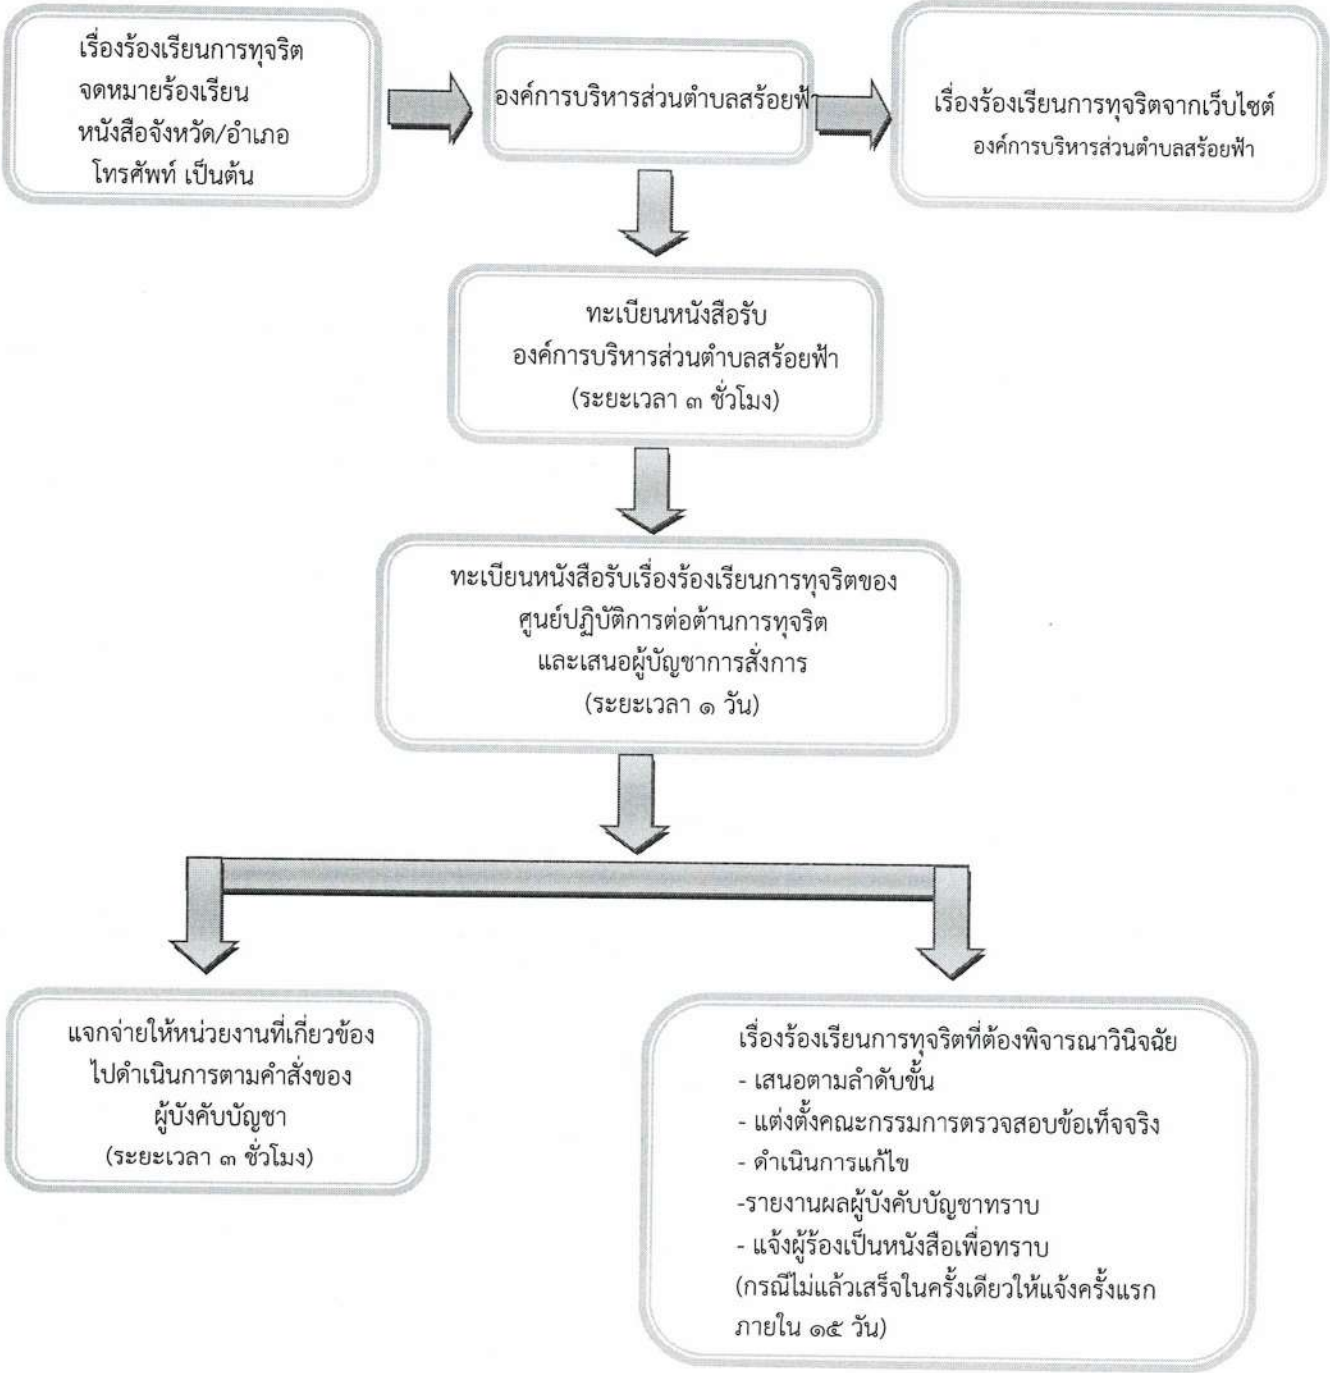 เรื่องร้องเรียนการทุจริต
จดหมายร้องเรียน
หนังสือจังหวัด/อำเภอ
โทรศัพท์ เป็นต้น
องค์การบริหารส่วนตำบลสร้อยฟ้า
เรื่องร้องเรียนการทุจริตจากเว็บไซต์
องค์การบริหารส่วนตำบลสร้อยฟ้า
ทะเบียนหนังสือรับ
องค์การบริหารส่วนตำบลสร้อยฟ้า
(ระยะเวลา ๓ ชั่วโมง)
ทะเบียนหนังสือรับเรื่องร้องเรียนการทุจริตของ
ศูนย์ปฏิบัติการต่อต้านการทุจริต
และเสนอผู้บัญชาการสั่งการ
(ระยะเวลา ๑ วัน)
แจกจ่ายให้หน่วยงานที่เกี่ยวข้อง
ไปดำเนินการตามคำสั่งของ
ผู้บังคับบัญชา
(ระยะเวลา ๓ ชั่วโมง)
เรื่องร้องเรียนการทุจริตที่ต้องพิจารณาวินิจฉัย
- เสนอตามลำดับขั้น
- แต่งตั้งคณะกรรมการตรวจสอบข้อเท็จจริง
- ดำเนินการแก้ไข
-รายงานผลผู้บังคับบัญชาทราบ
- แจ้งผู้ร้องเป็นหนังสือเพื่อทราบ
(กรณีไม่แล้วเสร็จในครั้งเดียวให้แจ้งครั้งแรก
ภายใน ๑๕ วัน)